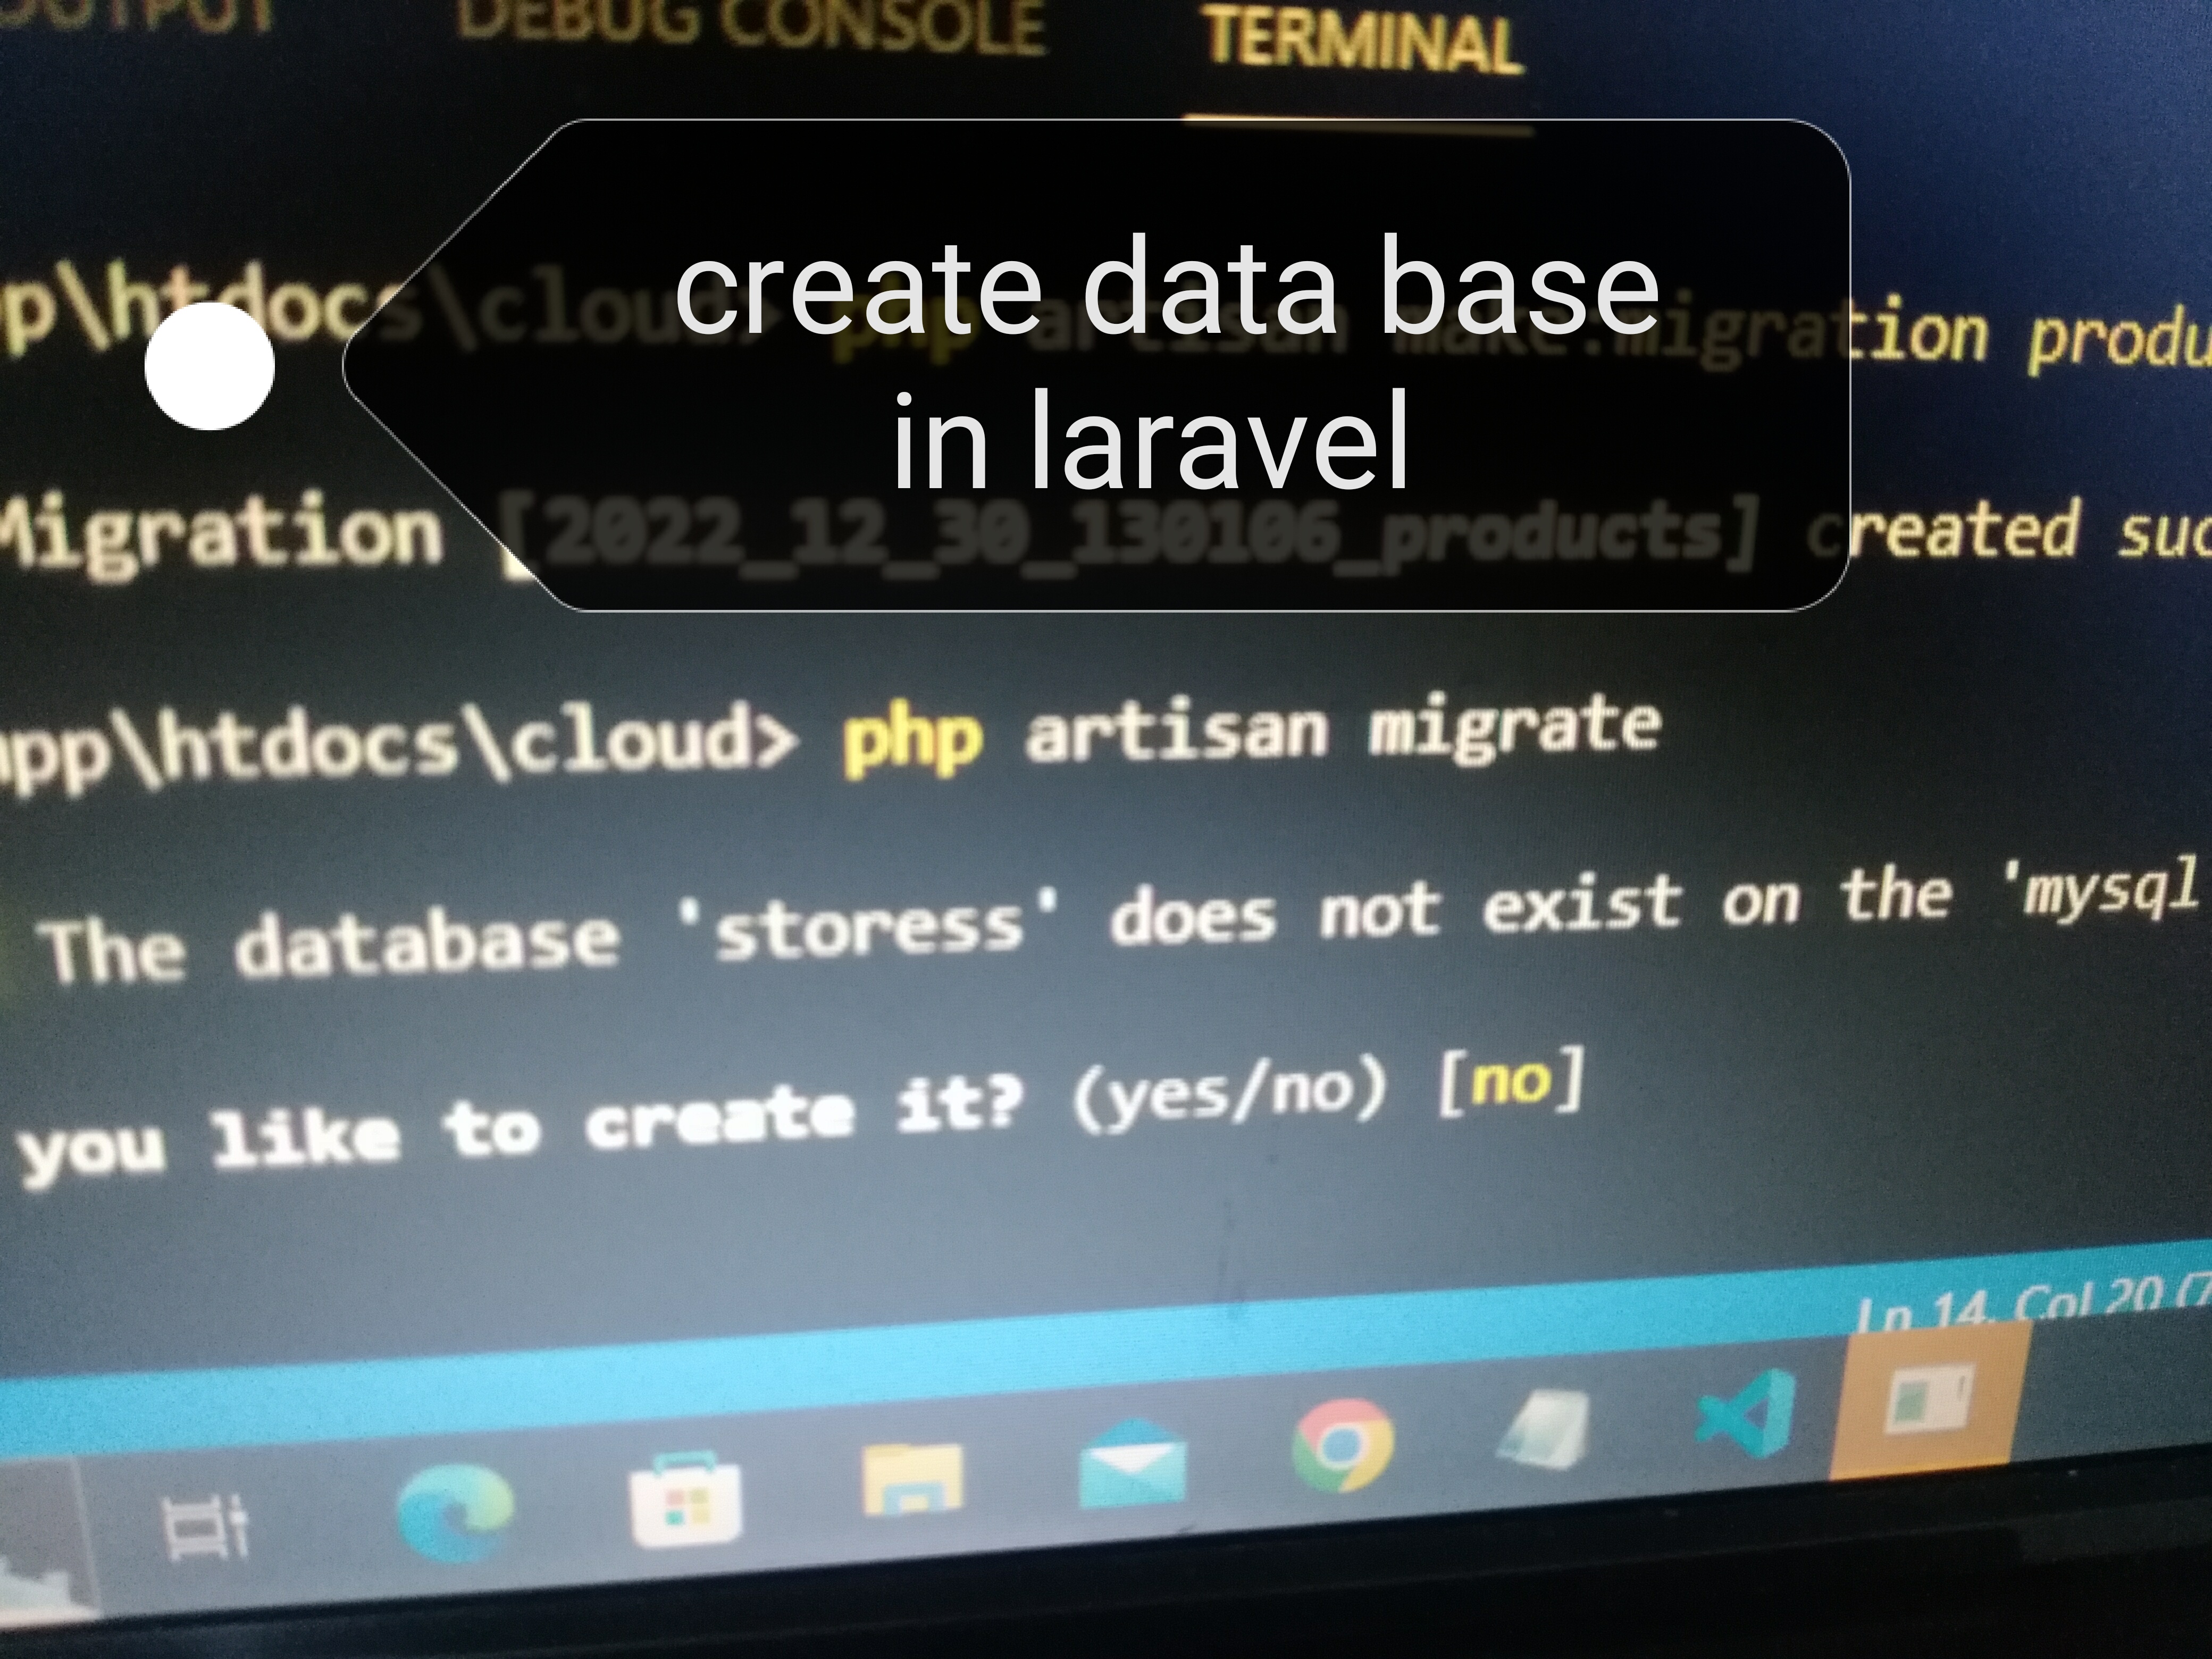 OUTPUT DEBUG CONSOLE TERMINAL
create data base
in laravel
pp\htdocs\cloud> php artisan make:migration produ
Migration [2022_12_30_130106_products] created suc
app\htdocs\cloud> php artisan migrate
The database 'storess' does not exist on the 'mysql
you like to create it? (yes/no) [no]
Ln 14, Col 20 (7